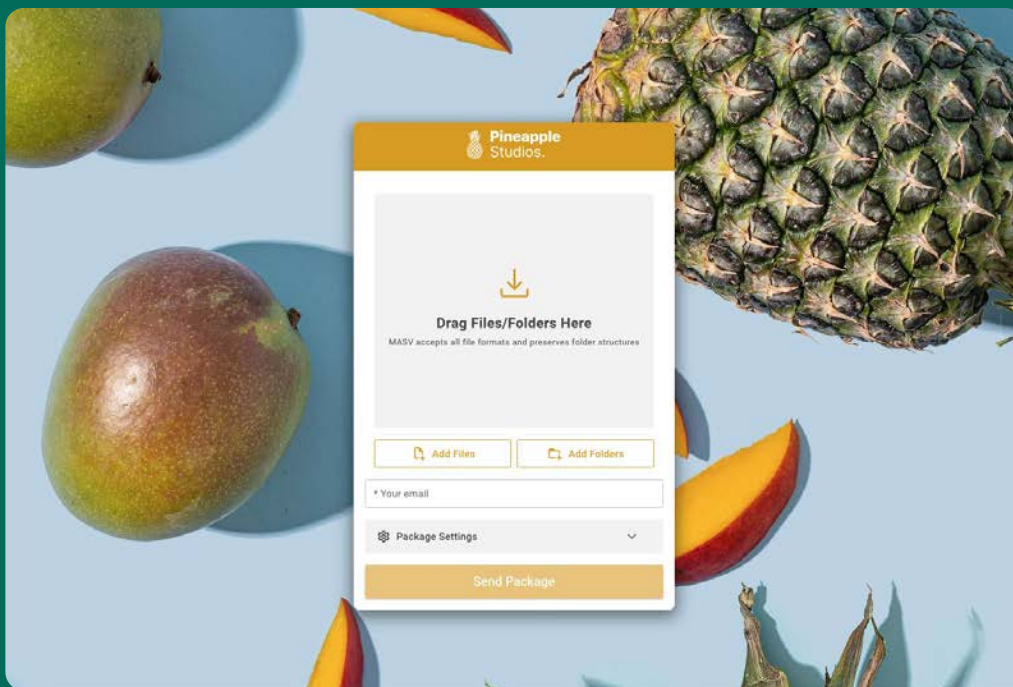 Pineapple
Studios.
Drag Files/Folders Here
MASV accepts all file formats and preserves folder structures
Add Files
Add Folders
* Your email
Package Settings
Send Package